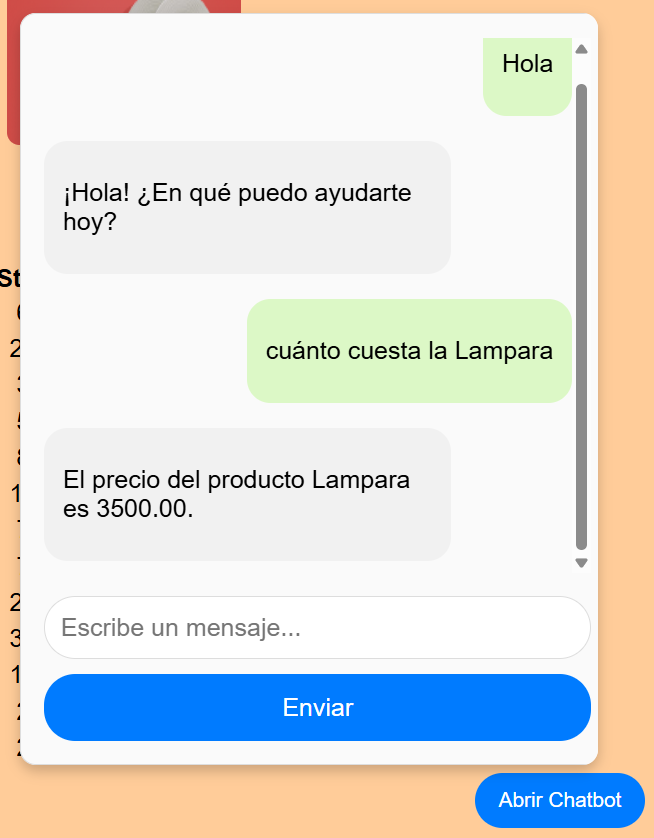 Hola
¡Hola! ¿En qué puedo ayudarte
hoy?
St
cuánto cuesta la Lampara
El precio del producto Lampara
es 3500.00.
Escribe un mensaje...
Enviar
Abrir Chatbot